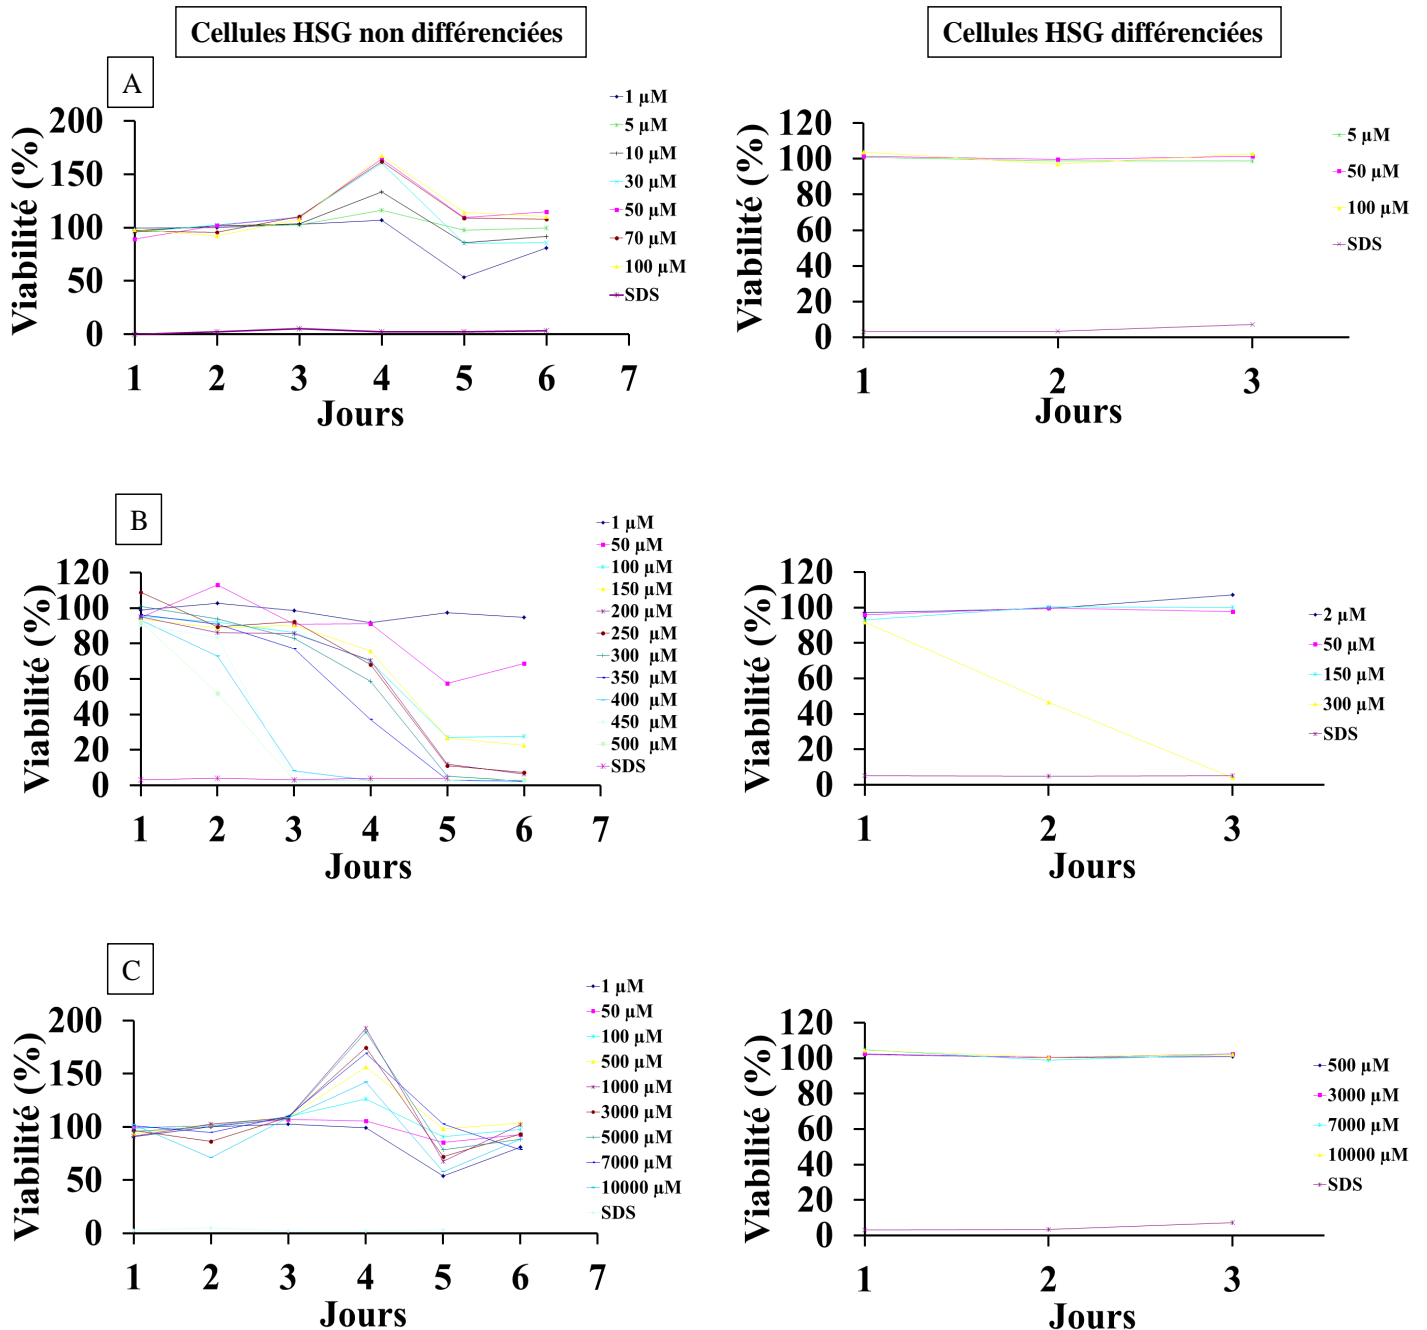 Cellules HSG non différenciées
Cellules HSG différenciées
A
Viabilité (%)
200
150
100
50
0
1 2 3 4 5 6 7
Jours
1 µM
5 µM
10 µM
30 µM
50 µM
70 µM
100 µM
SDS
Viabilité (%)
120
100
80
60
40
20
0
1 2 3
Jours
5 µM
50 µM
100 µM
SDS
B
Viabilité (%)
120
100
80
60
40
20
0
1 2 3 4 5 6 7
Jours
1 µM
50 µM
100 µM
150 µM
200 µM
250 µM
300 µM
350 µM
400 µM
450 µM
500 µM
SDS
Viabilité (%)
120
100
80
60
40
20
0
1 2 3
Jours
2 µM
50 µM
150 µM
300 µM
SDS
C
Viabilité (%)
200
150
100
50
0
1 2 3 4 5 6 7
Jours
1 µM
50 µM
100 µM
500 µM
1000 µM
3000 µM
5000 µM
7000 µM
10000 µM
SDS
Viabilité (%)
120
100
80
60
40
20
0
1 2 3
Jours
500 µM
3000 µM
7000 µM
10000 µM
SDS